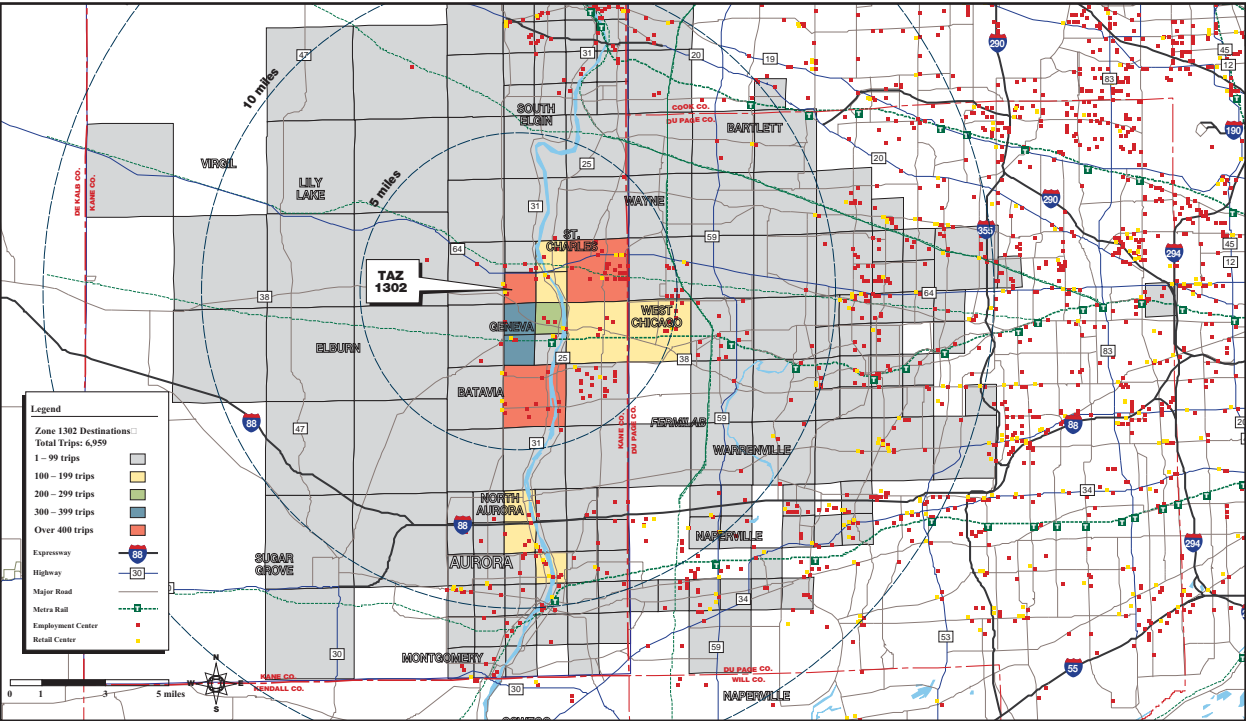 290
45
12
47
31
20
19
83
10 miles
SOUTH
ELGIN
COOK CO.
DU PAGE CO.
BARTLETT
190
VIRGIL
25
20
DE KALB CO.
KANE CO.
LILY
LAKE
5 miles
31
WAYNE
290
64
ST.
CHARLES
59
355
294
45
12
TAZ
1302
38
64
GENEVA
WEST
CHICAGO
ELBURN
25
38
83
BATAVIA
Legend
Zone 1302 Destinations
Total Trips: 6,959
1 – 99 trips
100 – 199 trips
200 – 299 trips
300 – 399 trips
Over 400 trips
Expressway
88
Highway
30
Major Road
Metra Rail
T
Employment Center
Retail Center
88
47
31
KANE CO.
DU PAGE CO.
FERMILAB
59
WARRENVILLE
88
34
NORTH
AURORA
88
NAPERVILLE
294
AURORA
SUGAR
GROVE
34
53
30
MONTGOMERY
59
55
N
W
E
S
KANE CO.
KENDALL CO.
DU PAGE CO.
WILL CO.
0 1 3 5 miles
30
NAPERVILLE
OSWEGO